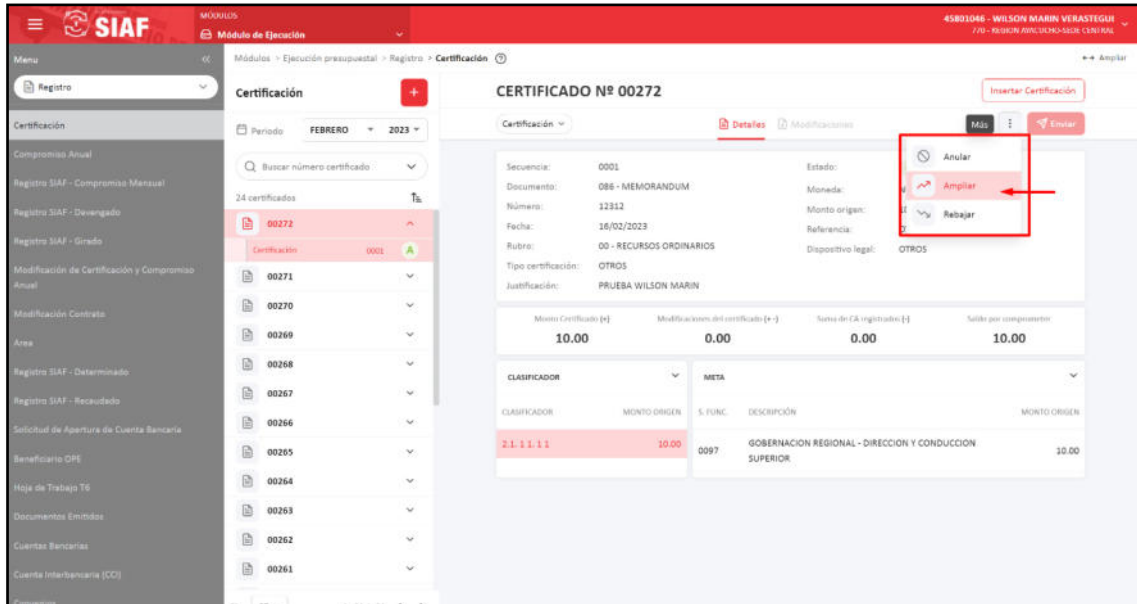 SIAF
MÓDULOS
Módulo de Ejecución
45801046 - WILSON MARIN VERASTEGUI
770 - REGION AYACUCHO-SEDE CENTRAL
Menu
Módulos > Ejecución presupuestal > Registro > Certificación
Ampliar
Registro
Certificación
Compromiso Anual
Registro SIAF - Compromiso Mensual
Registro SIAF - Devengado
Registro SIAF - Girado
Modificación de Certificación y Compromiso
Anual
Modificación Contrato
Area
Registro SIAF - Determinado
Registro SIAF - Recaudado
Solicitud de Apertura de Cuenta Bancaria
Beneficiario OPE
Hoja de Trabajo T6
Documentos Emitidos
Cuentas Bancarias
Cuenta Interbancaria (CCI)
Certificación
+
Periodo FEBRERO 2023
Buscar número certificado
24 certificados
00272
Certificación 0001 A
00271
00270
00269
00268
00267
00266
00265
00264
00263
00262
00261
CERTIFICADO Nº 00272
Insertar Certificación
Certificación
Detalles
Modificaciones
Más
Enviar
Anular
Ampliar
Rebajar
Secuencia: 0001
Documento: 086 - MEMORANDUM
Número: 12312
Fecha: 16/02/2023
Rubro: 00 - RECURSOS ORDINARIOS
Tipo certificación: OTROS
Justificación: PRUEBA WILSON MARIN
Estado:
Moneda:
Monto origen:
Referencia:
Dispositivo legal: OTROS
Monto Certificado (+)
10.00
Modificaciones del certificado (+ -)
0.00
Suma de CA registrados (-)
0.00
Saldo por comprometer
10.00
CLASIFICADOR
CLASIFICADOR MONTO ORIGEN
2.1. 1 1. 1 1 10.00
META
S. FUNC. DESCRIPCIÓN MONTO ORIGEN
0097 GOBERNACION REGIONAL - DIRECCION Y CONDUCCION
SUPERIOR 10.00